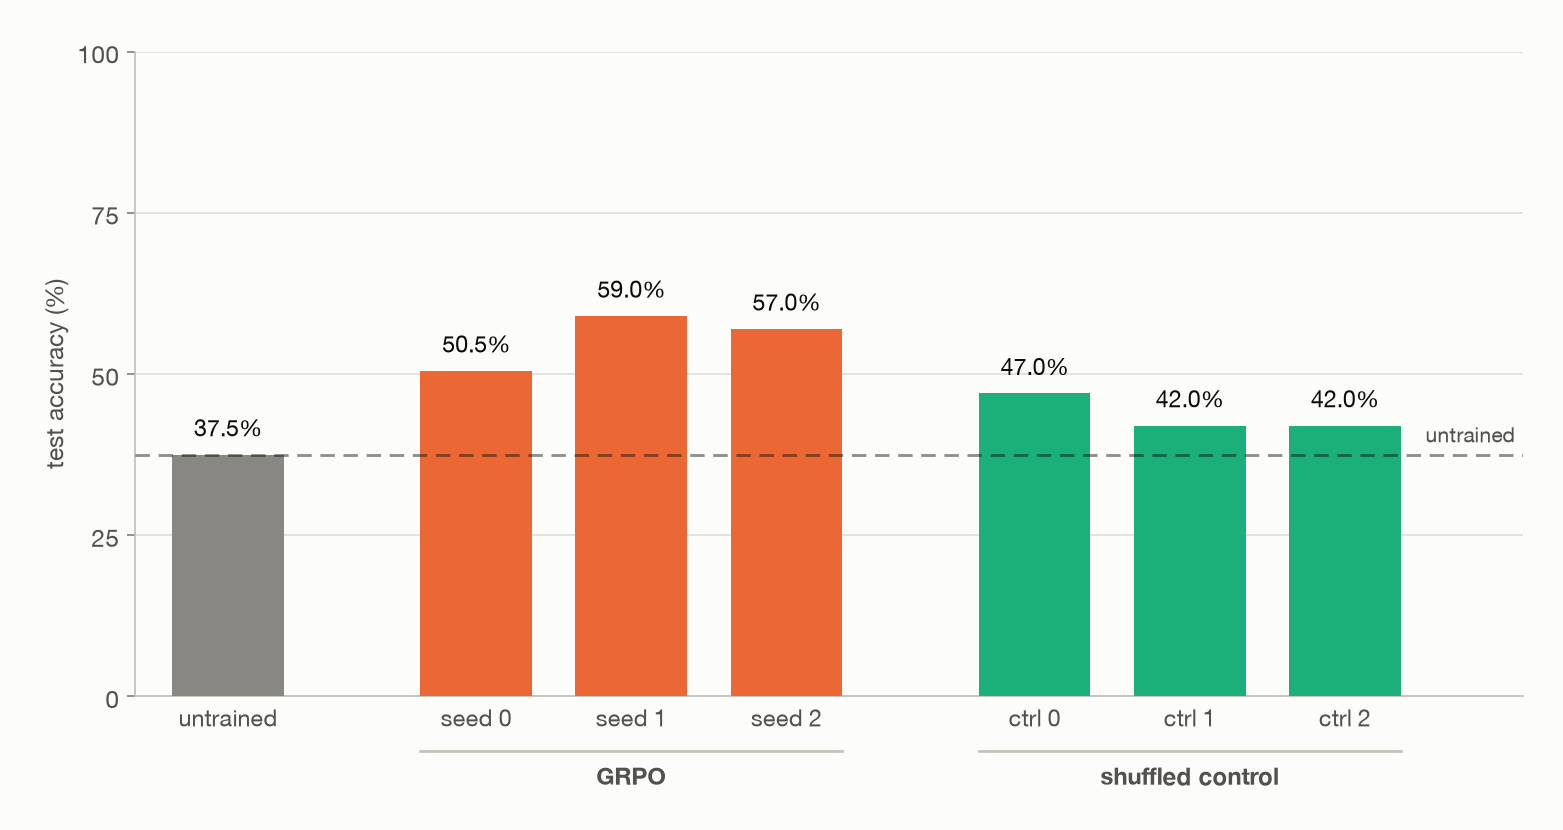 100
75
50
25
0
test accuracy (%)
37.5%
50.5%
59.0%
57.0%
47.0%
42.0%
42.0%
untrained
untrained
seed 0
seed 1
seed 2
ctrl 0
ctrl 1
ctrl 2
GRPO
shuffled control